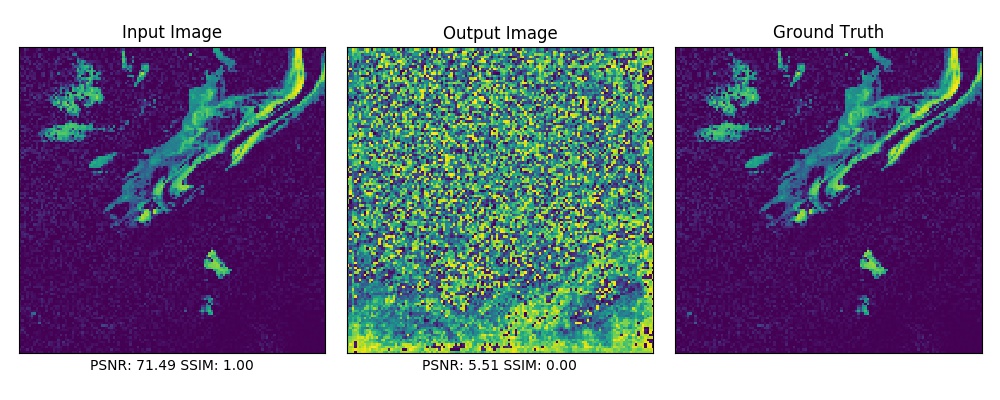 Input Image
Output Image
Ground Truth
PSNR: 71.49 SSIM: 1.00
PSNR: 5.51 SSIM: 0.00